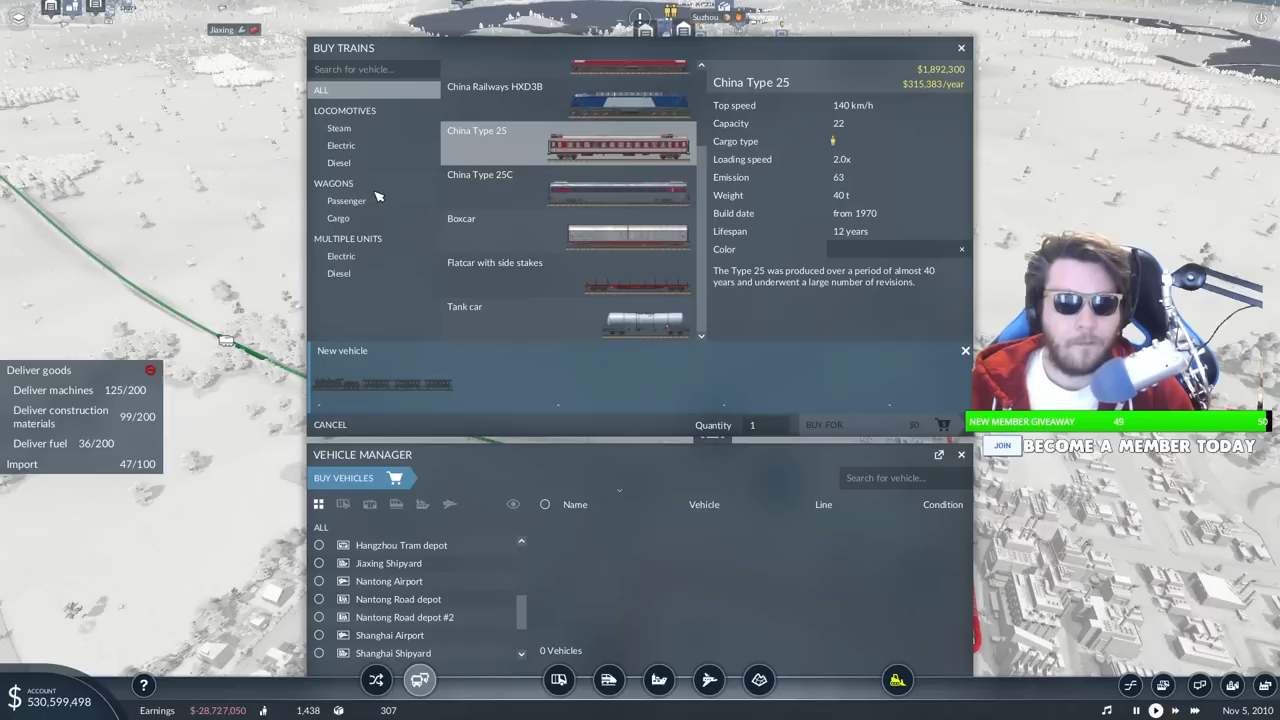 Suzhou
Jiaxing
BUY TRAINS
Search for vehicle...
ALL
LOCOMOTIVES
Steam
Electric
Diesel
WAGONS
Passenger
Cargo
MULTIPLE UNITS
Electric
Diesel
China Railways HXD3B
China Type 25
China Type 25C
Boxcar
Flatcar with side stakes
Tank car
$1,892,300
China Type 25
$315,383/year
Top speed 140 km/h
Capacity 22
Cargo type
Loading speed 2.0x
Emission 63
Weight 40 t
Build date from 1970
Lifespan 12 years
Color
The Type 25 was produced over a period of almost 40
years and underwent a large number of revisions.
New vehicle
- - - -
CANCEL
Quantity 1
BUY FOR $0
Deliver goods
Deliver machines 125/200
Deliver construction
materials 99/200
Deliver fuel 36/200
Import 47/100
NEW MEMBER GIVEAWAY 49 50
JOIN BECOME A MEMBER TODAY
VEHICLE MANAGER
BUY VEHICLES
Search for vehicle...
Name Vehicle Line Condition
ALL
Hangzhou Tram depot
Jiaxing Shipyard
Nantong Airport
Nantong Road depot
Nantong Road depot #2
Shanghai Airport
Shanghai Shipyard
0 Vehicles
$ ACCOUNT
530,599,498
?
Earnings $-28,727,050 1,438 307
Nov 5, 2010